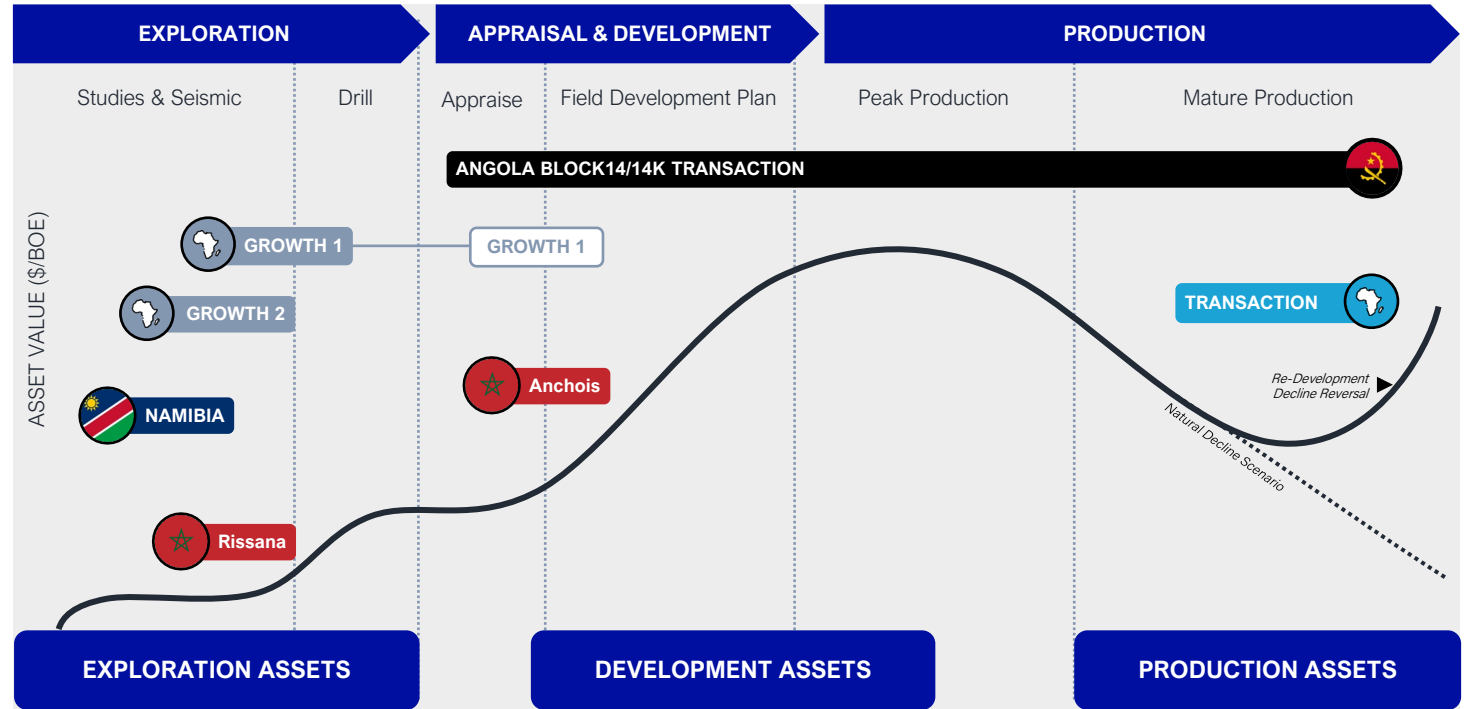 EXPLORATION
APPRAISAL & DEVELOPMENT
PRODUCTION
Studies & Seismic
Drill
Appraise
Field Development Plan
Peak Production
Mature Production
ANGOLA BLOCK14/14K TRANSACTION
ASSET VALUE ($/BOE)
GROWTH 1
GROWTH 1
GROWTH 2
TRANSACTION
Re-Development
Decline Reversal
Anchois
NAMIBIA
Natural Decline Scenario
Rissana
EXPLORATION ASSETS
DEVELOPMENT ASSETS
PRODUCTION ASSETS